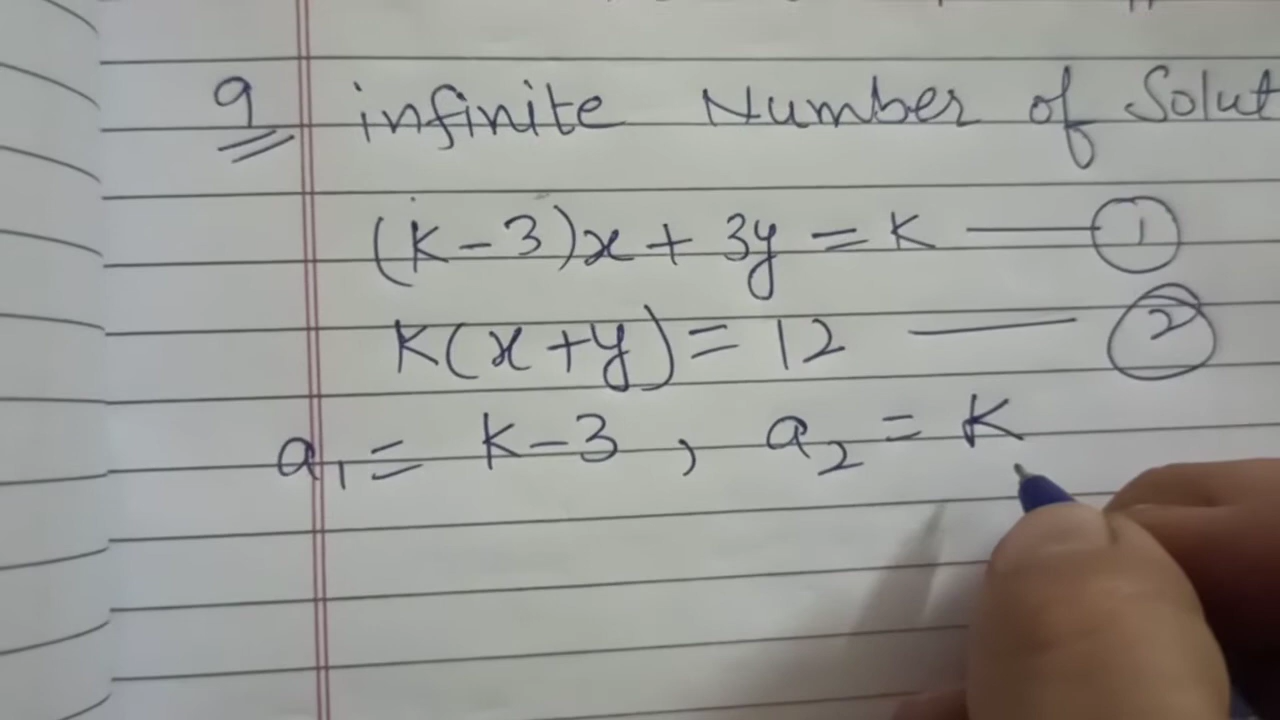 9 infinite Number of Solut
(k-3)x + 3y = k — 1
k(x+y) = 12 — 2
a₁ = k-3 , a₂ = k